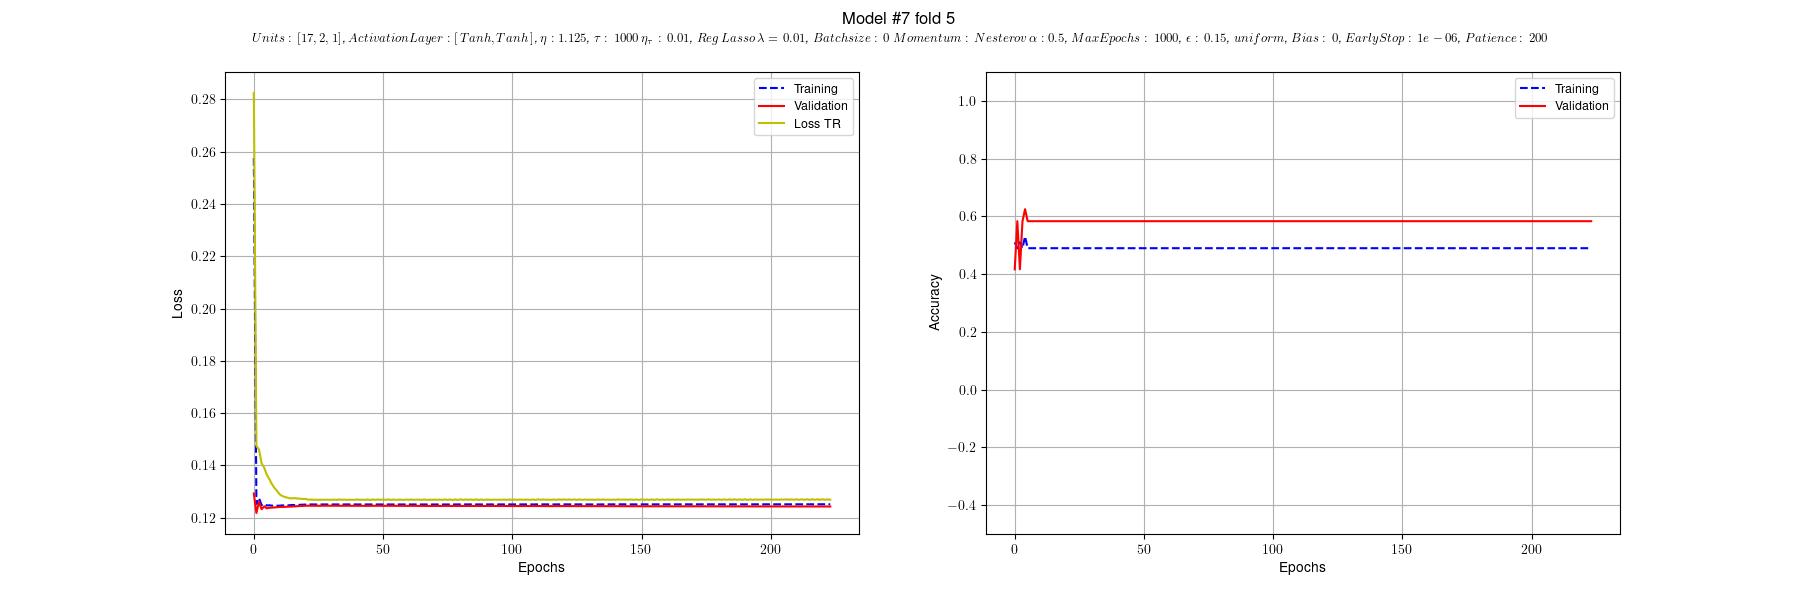 Model #7 fold 5
Units : [17, 2, 1], ActivationLayer : [Tanh, Tanh], η : 1.125, τ : 1000 ητ : 0.01, Reg Lasso λ = 0.01, Batchsize : 0 Momentum : Nesterov α : 0.5, MaxEpochs : 1000, ϵ : 0.15, uniform, Bias : 0, EarlyStop : 1e − 06, Patience : 200
Loss
0.28
0.26
0.24
0.22
0.20
0.18
0.16
0.14
0.12
0 50 100 150 200
Epochs
Training
Validation
Loss TR
Accuracy
1.0
0.8
0.6
0.4
0.2
0.0
−0.2
−0.4
0 50 100 150 200
Epochs
Training
Validation